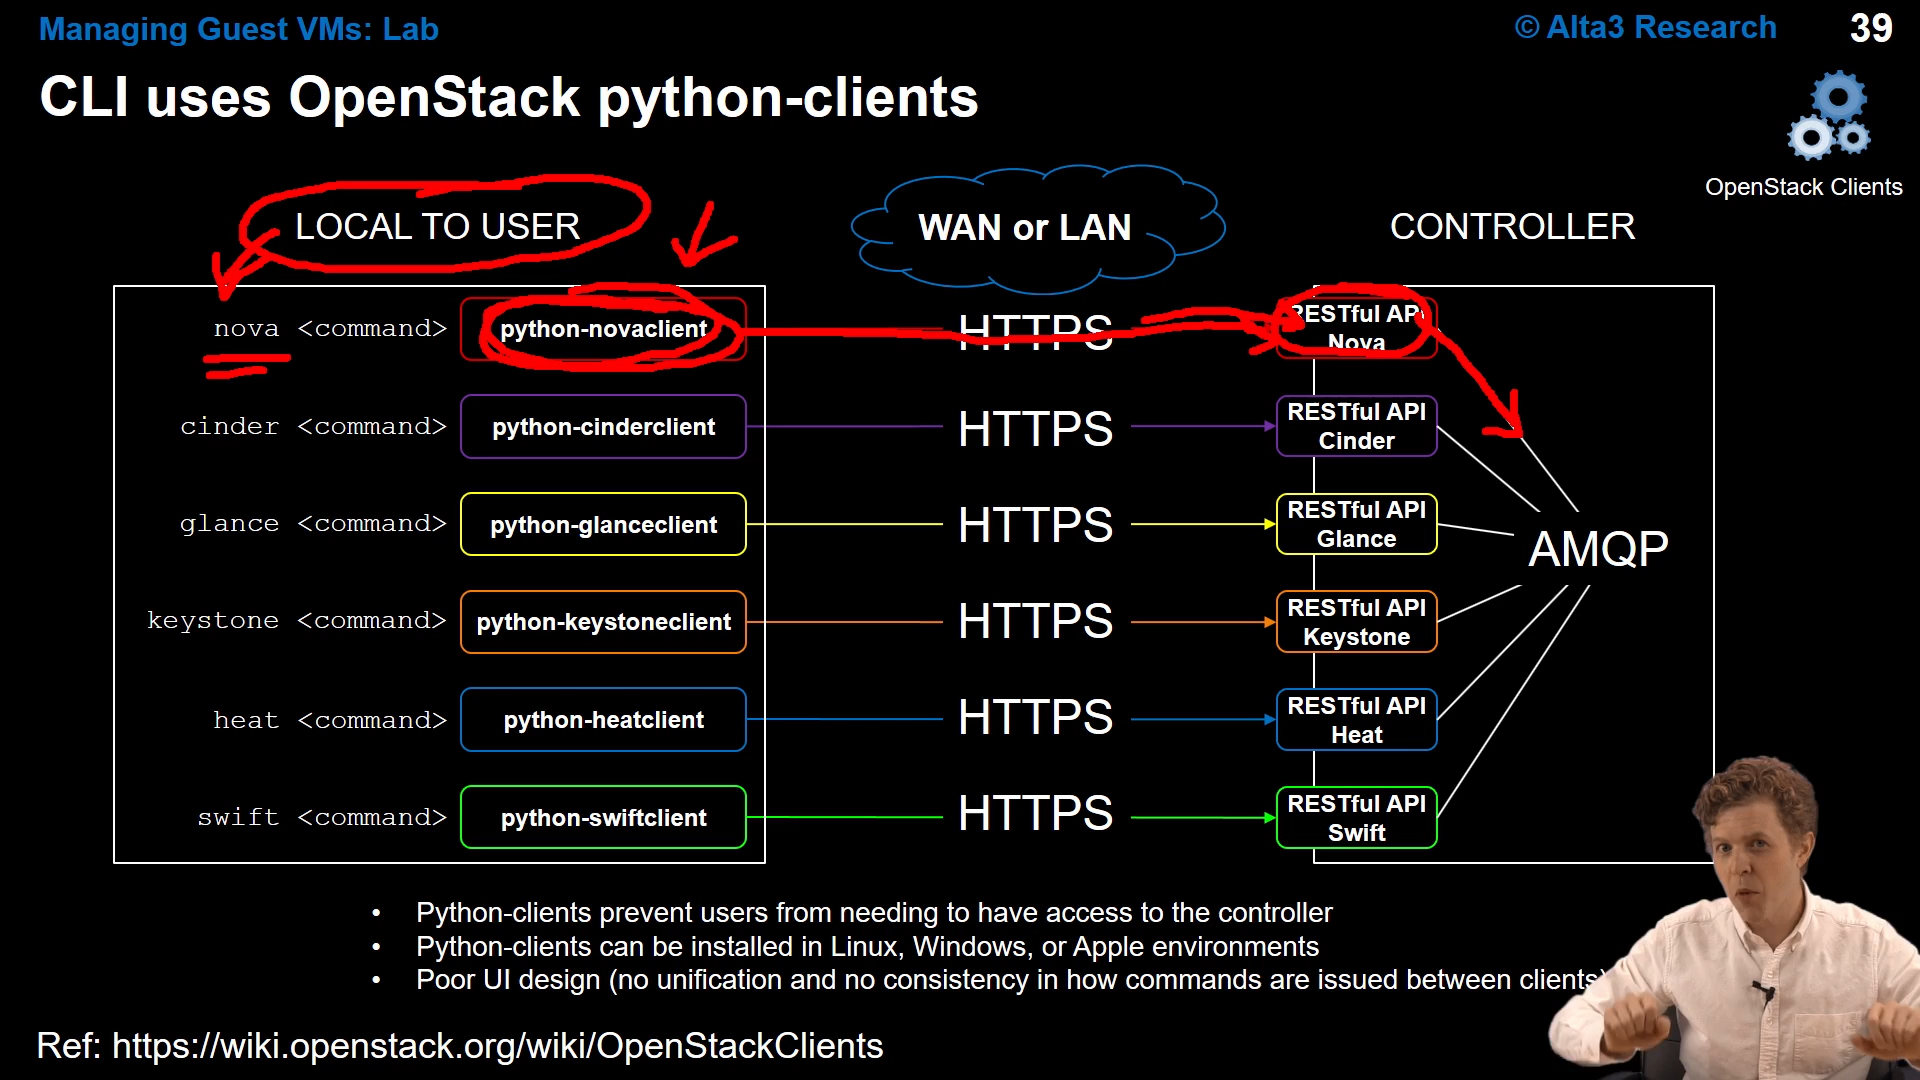 Managing Guest VMs: Lab
© Alta3 Research
39
CLI uses OpenStack python-clients
OpenStack Clients
LOCAL TO USER
WAN or LAN
CONTROLLER
nova <command>
python-novaclient
HTTPS
RESTful API
Nova
cinder <command>
python-cinderclient
HTTPS
RESTful API
Cinder
glance <command>
python-glanceclient
HTTPS
RESTful API
Glance
AMQP
keystone <command>
python-keystoneclient
HTTPS
RESTful API
Keystone
heat <command>
python-heatclient
HTTPS
RESTful API
Heat
swift <command>
python-swiftclient
HTTPS
RESTful API
Swift
• Python-clients prevent users from needing to have access to the controller
• Python-clients can be installed in Linux, Windows, or Apple environments
• Poor UI design (no unification and no consistency in how commands are issued between clients)
Ref: https://wiki.openstack.org/wiki/OpenStackClients